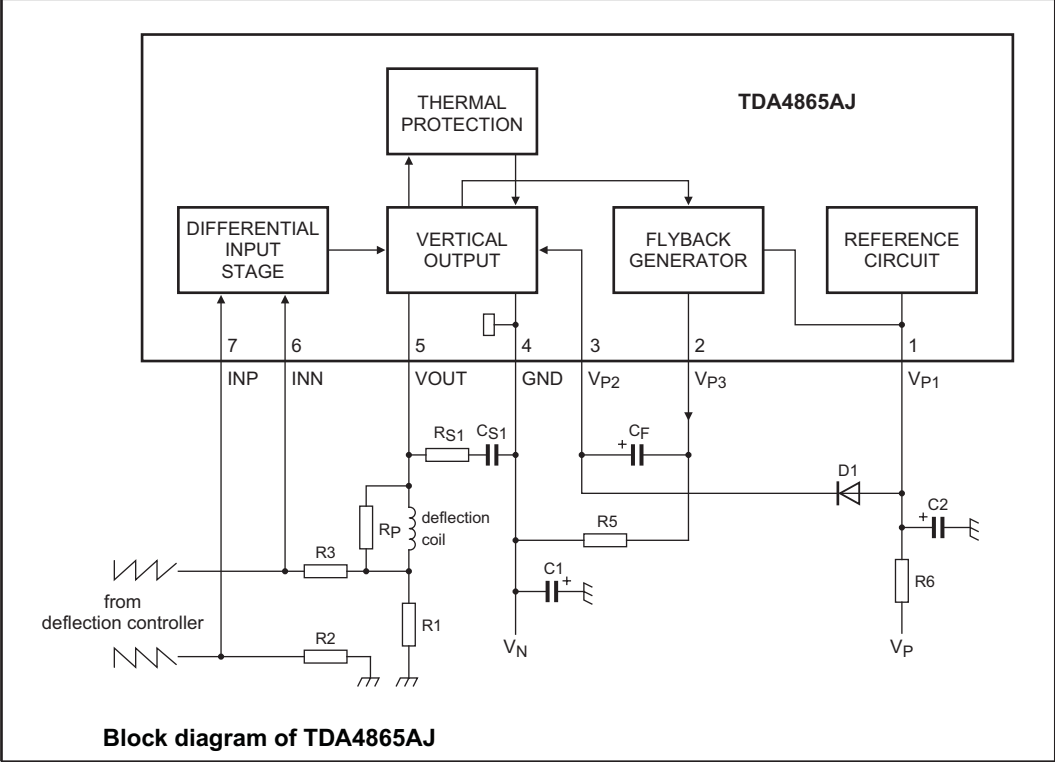 THERMAL
PROTECTION
TDA4865AJ
DIFFERENTIAL
INPUT
STAGE
VERTICAL
OUTPUT
FLYBACK
GENERATOR
REFERENCE
CIRCUIT
7
6
5
4
3
2
1
INP
INN
VOUT
GND
VP2
VP3
VP1
RS1
CS1
+
CF
D1
RP
deflection
coil
R5
+
C2
R3
C1
+
R6
from
deflection controller
R1
R2
VN
VP
Block diagram of TDA4865AJ